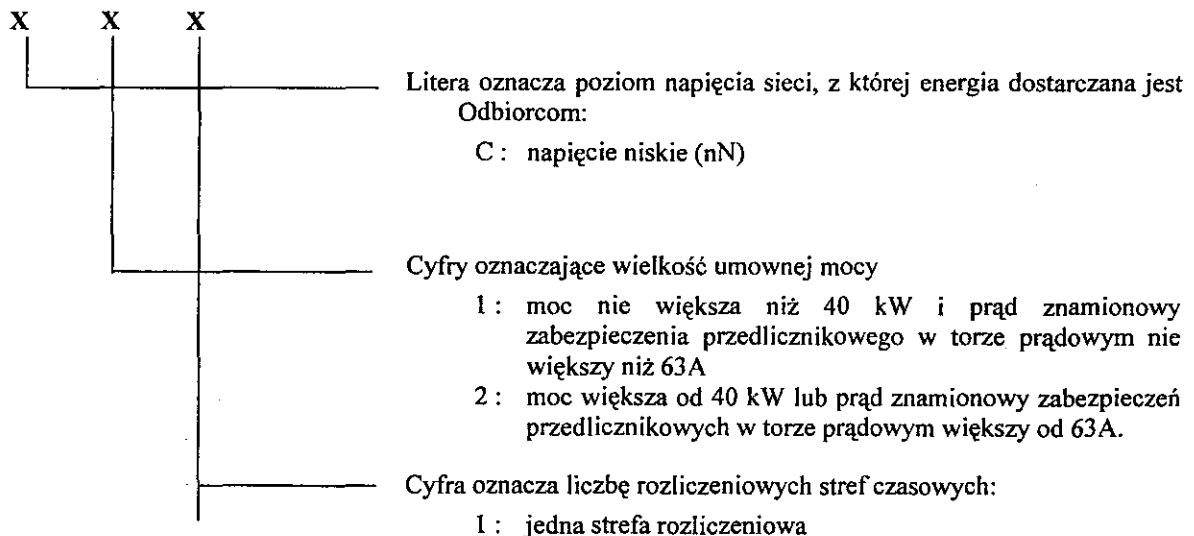 X X X
Litera oznacza poziom napięcia sieci, z której energia dostarczana jest
Odbiorcom:
C : napięcie niskie (nN)
Cyfry oznaczające wielkość umownej mocy
1 : moc nie większa niż 40 kW i prąd znamionowy
zabezpieczenia przedlicznikowego w torze prądowym nie
większy niż 63A
2 : moc większa od 40 kW lub prąd znamionowy zabezpieczeń
przedlicznikowych w torze prądowym większy od 63A.
Cyfra oznacza liczbę rozliczeniowych stref czasowych:
1 : jedna strefa rozliczeniowa